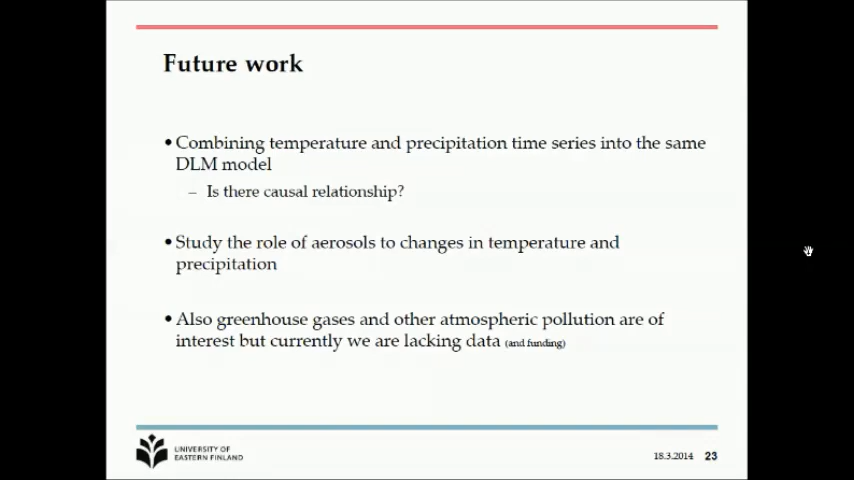 Future work
• Combining temperature and precipitation time series into the same
DLM model
– Is there causal relationship?
• Study the role of aerosols to changes in temperature and
precipitation
• Also greenhouse gases and other atmospheric pollution are of
interest but currently we are lacking data (and funding)
UNIVERSITY OF
EASTERN FINLAND
18.3.2014 23